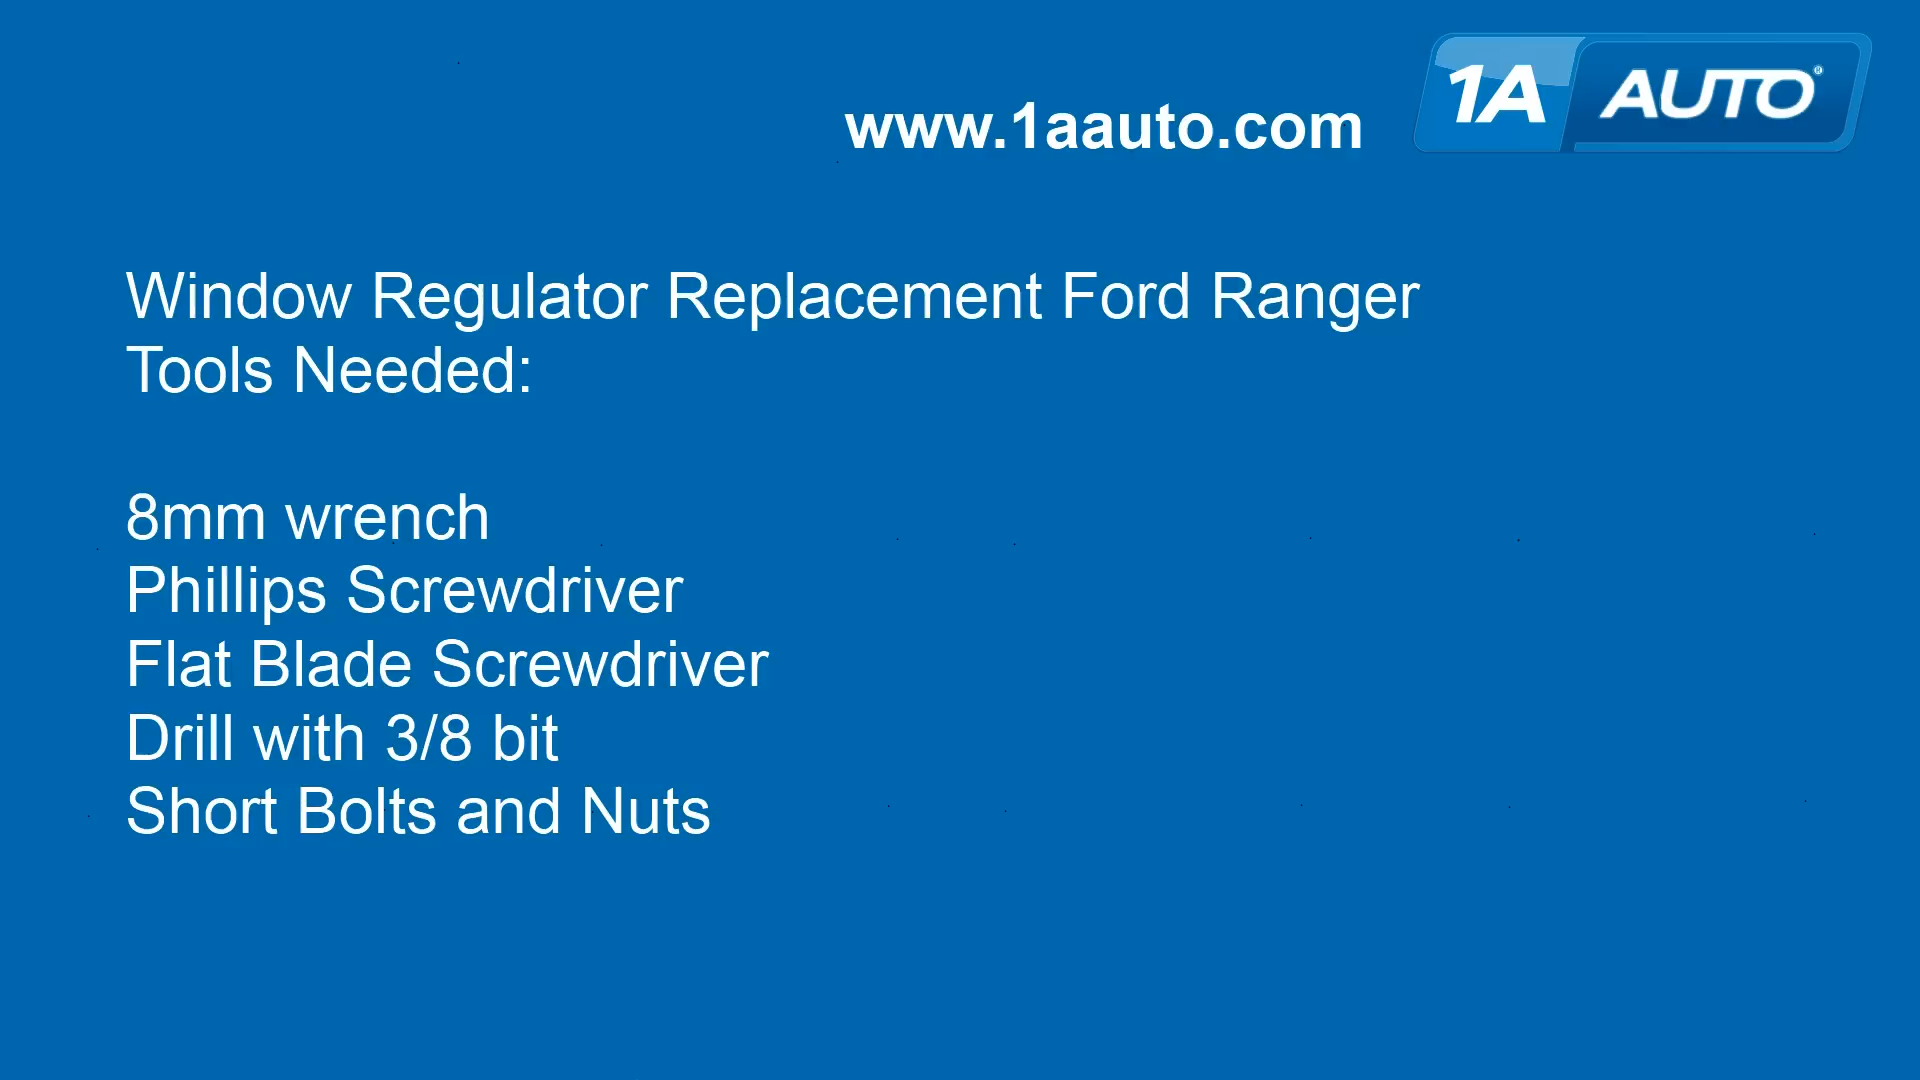 www.1aauto.com
1A AUTO®
Window Regulator Replacement Ford Ranger
Tools Needed:
8mm wrench
Phillips Screwdriver
Flat Blade Screwdriver
Drill with 3/8 bit
Short Bolts and Nuts